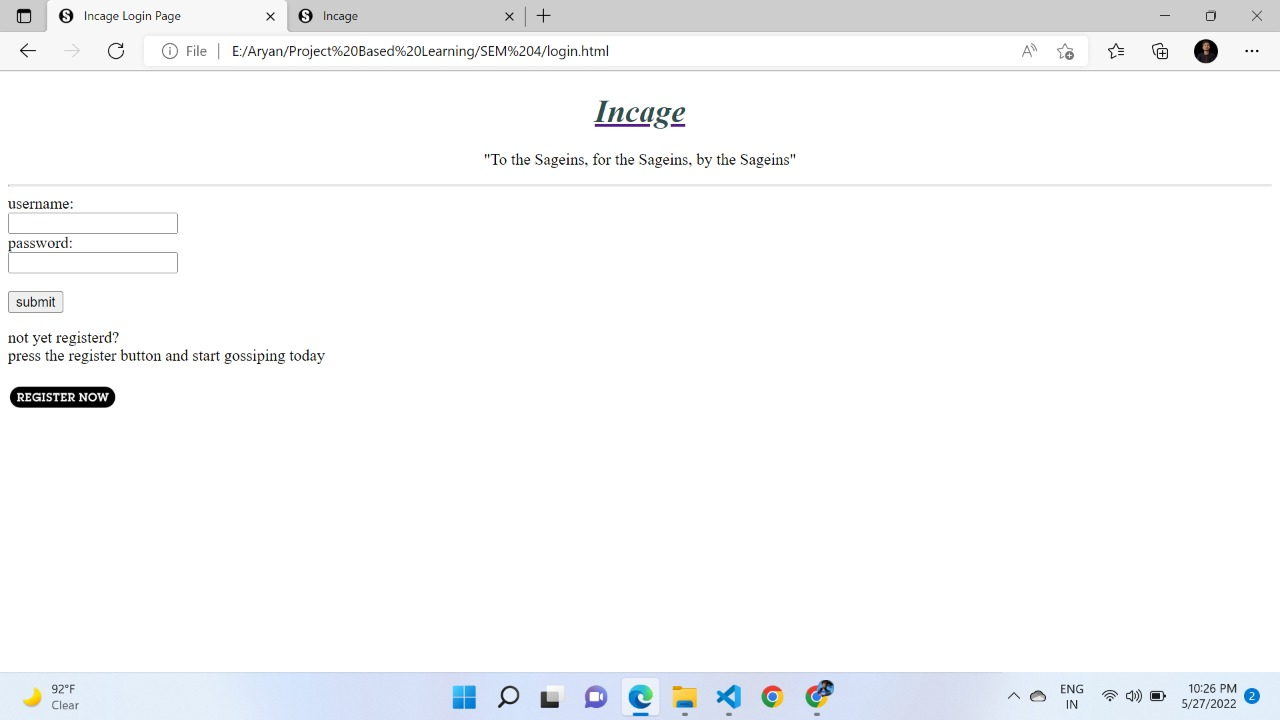 Incage Login Page
Incage
File
E:/Aryan/Project%20Based%20Learning/SEM%204/login.html
Incage
"To the Sageins, for the Sageins, by the Sageins"
username:
password:
submit
not yet registerd?
press the register button and start gossiping today
REGISTER NOW
92°F
Clear
ENG
IN
10:26 PM
5/27/2022
2